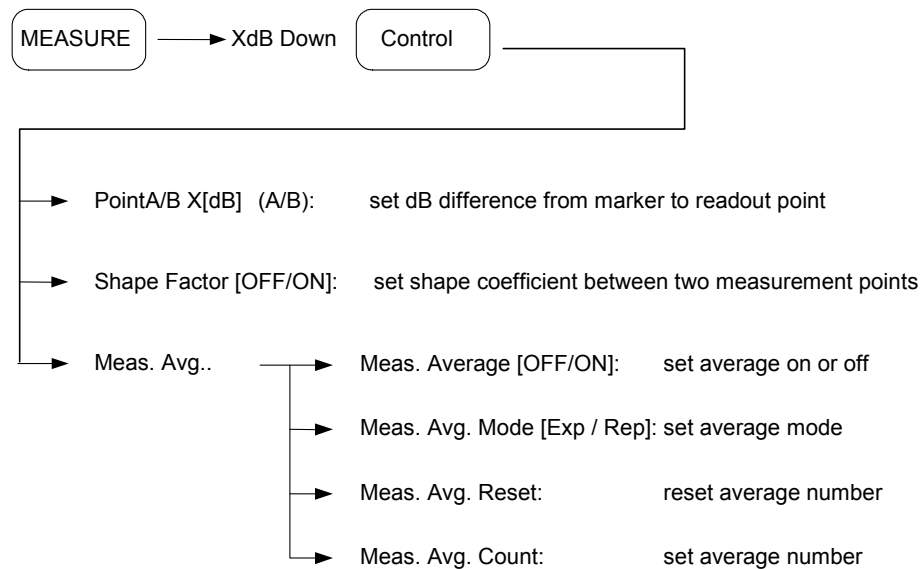 MEASURE XdB Down Control
PointA/B X[dB] (A/B): set dB difference from marker to readout point
Shape Factor [OFF/ON]: set shape coefficient between two measurement points
Meas. Avg.. Meas. Average [OFF/ON]: set average on or off
Meas. Avg. Mode [Exp / Rep]: set average mode
Meas. Avg. Reset: reset average number
Meas. Avg. Count: set average number